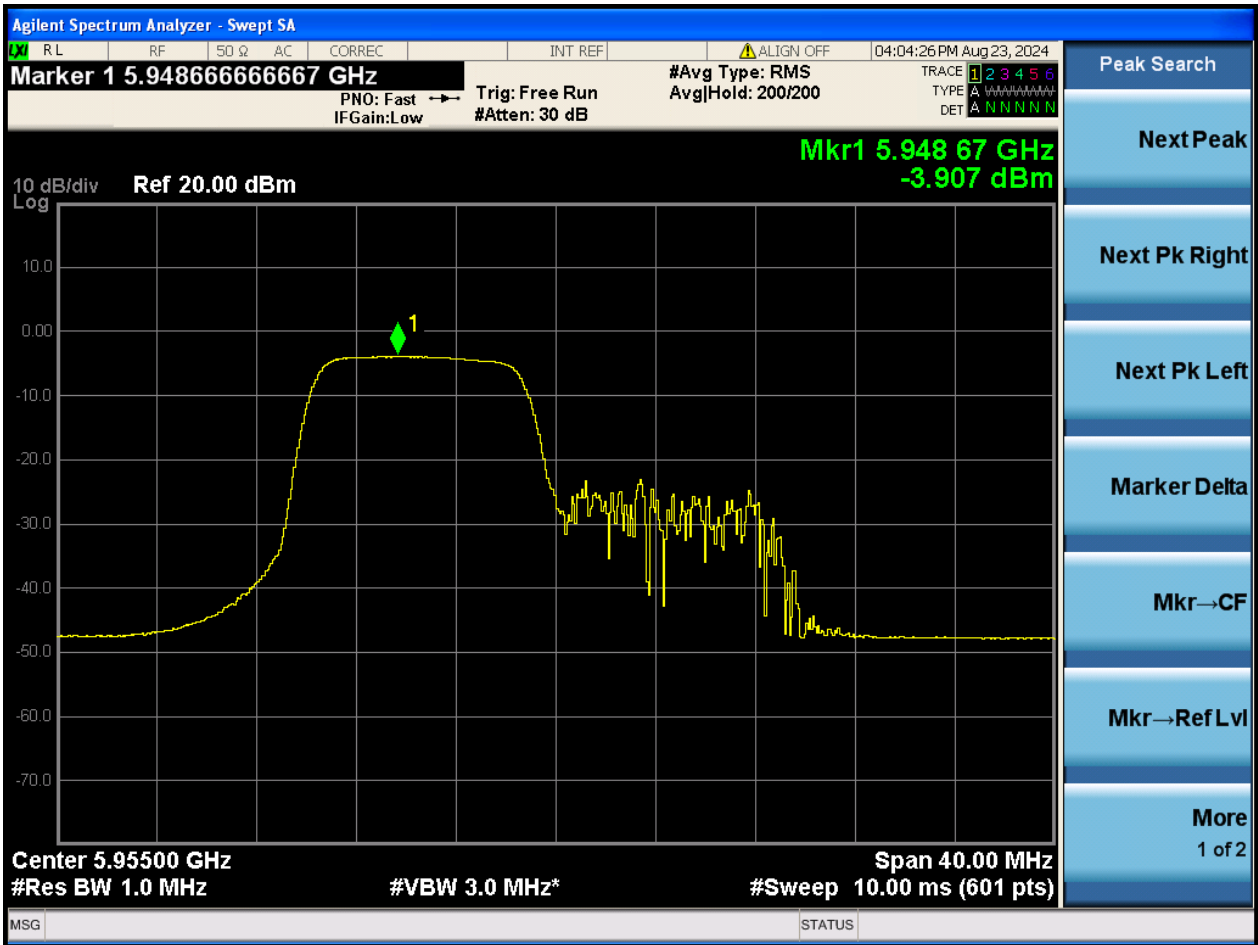 Agilent Spectrum Analyzer - Swept SA
LXI RL RF 50 Ω AC CORREC INT REF ALIGN OFF 04:04:26 PM Aug 23, 2024
Marker 1 5.948666666667 GHz
PNO: Fast
IFGain:Low
Trig: Free Run
#Atten: 30 dB
#Avg Type: RMS
Avg|Hold: 200/200
TRACE 1 2 3 4 5 6
TYPE A
DET A N N N N N
Mkr1 5.948 67 GHz
-3.907 dBm
10 dB/div Ref 20.00 dBm
Log
10.0
0.00
-10.0
-20.0
-30.0
-40.0
-50.0
-60.0
-70.0
1
Center 5.95500 GHz Span 40.00 MHz
#Res BW 1.0 MHz #VBW 3.0 MHz* #Sweep 10.00 ms (601 pts)
MSG STATUS
Peak Search
Next Peak
Next Pk Right
Next Pk Left
Marker Delta
Mkr→CF
Mkr→Ref Lvl
More
1 of 2